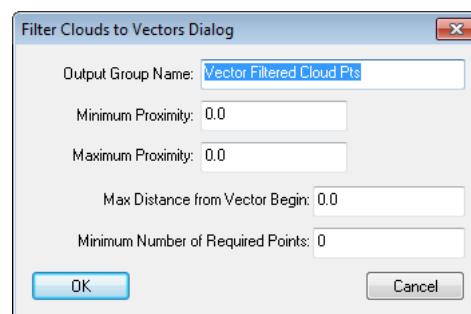 Filter Clouds to Vectors Dialog
Output Group Name: Vector Filtered Cloud Pts
Minimum Proximity: 0.0
Maximum Proximity: 0.0
Max Distance from Vector Begin: 0.0
Minimum Number of Required Points: 0
OK Cancel